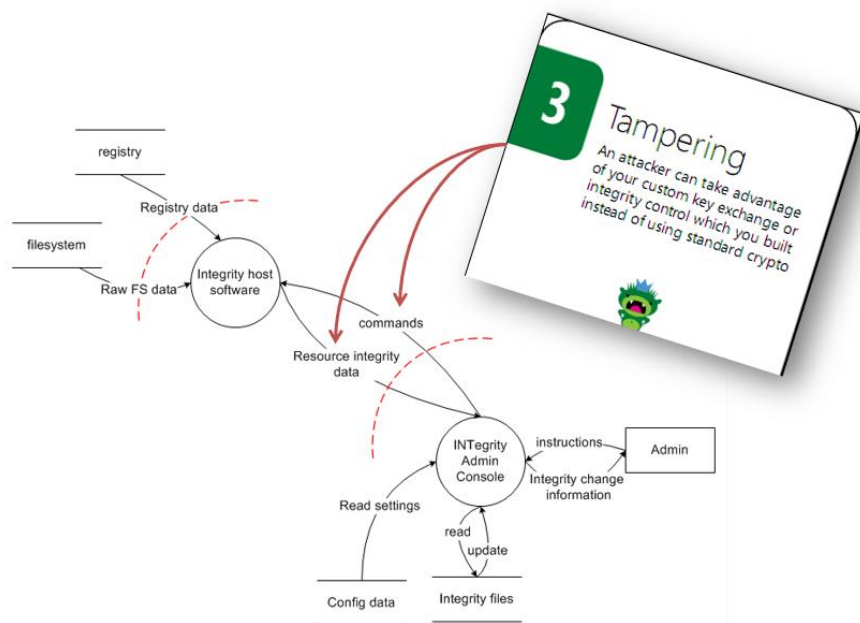 3
Tampering
An attacker can take advantage
of your custom key exchange or
integrity control which you built
instead of using standard crypto
registry
Registry data
filesystem
Raw FS data
Integrity host
software
commands
Resource integrity
data
INTegrity
Admin
Console
instructions
Admin
Integrity change
information
Read settings
read
update
Config data
Integrity files